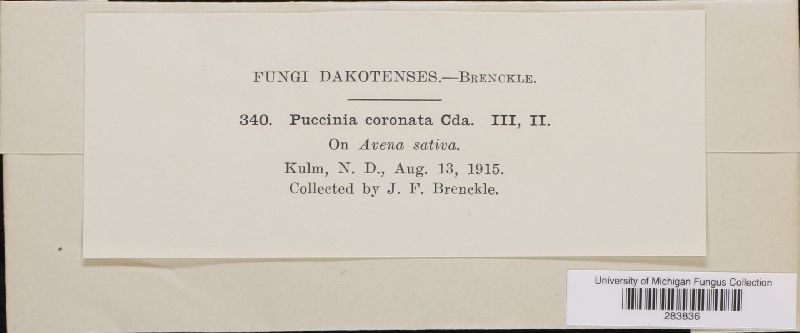 FUNGI DAKOTENSES.—BRENCKLE.
340. Puccinia coronata Cda. III, II.
On Avena sativa.
Kulm, N. D., Aug. 13, 1915.
Collected by J. F. Brenckle.
University of Michigan Fungus Collection
283836